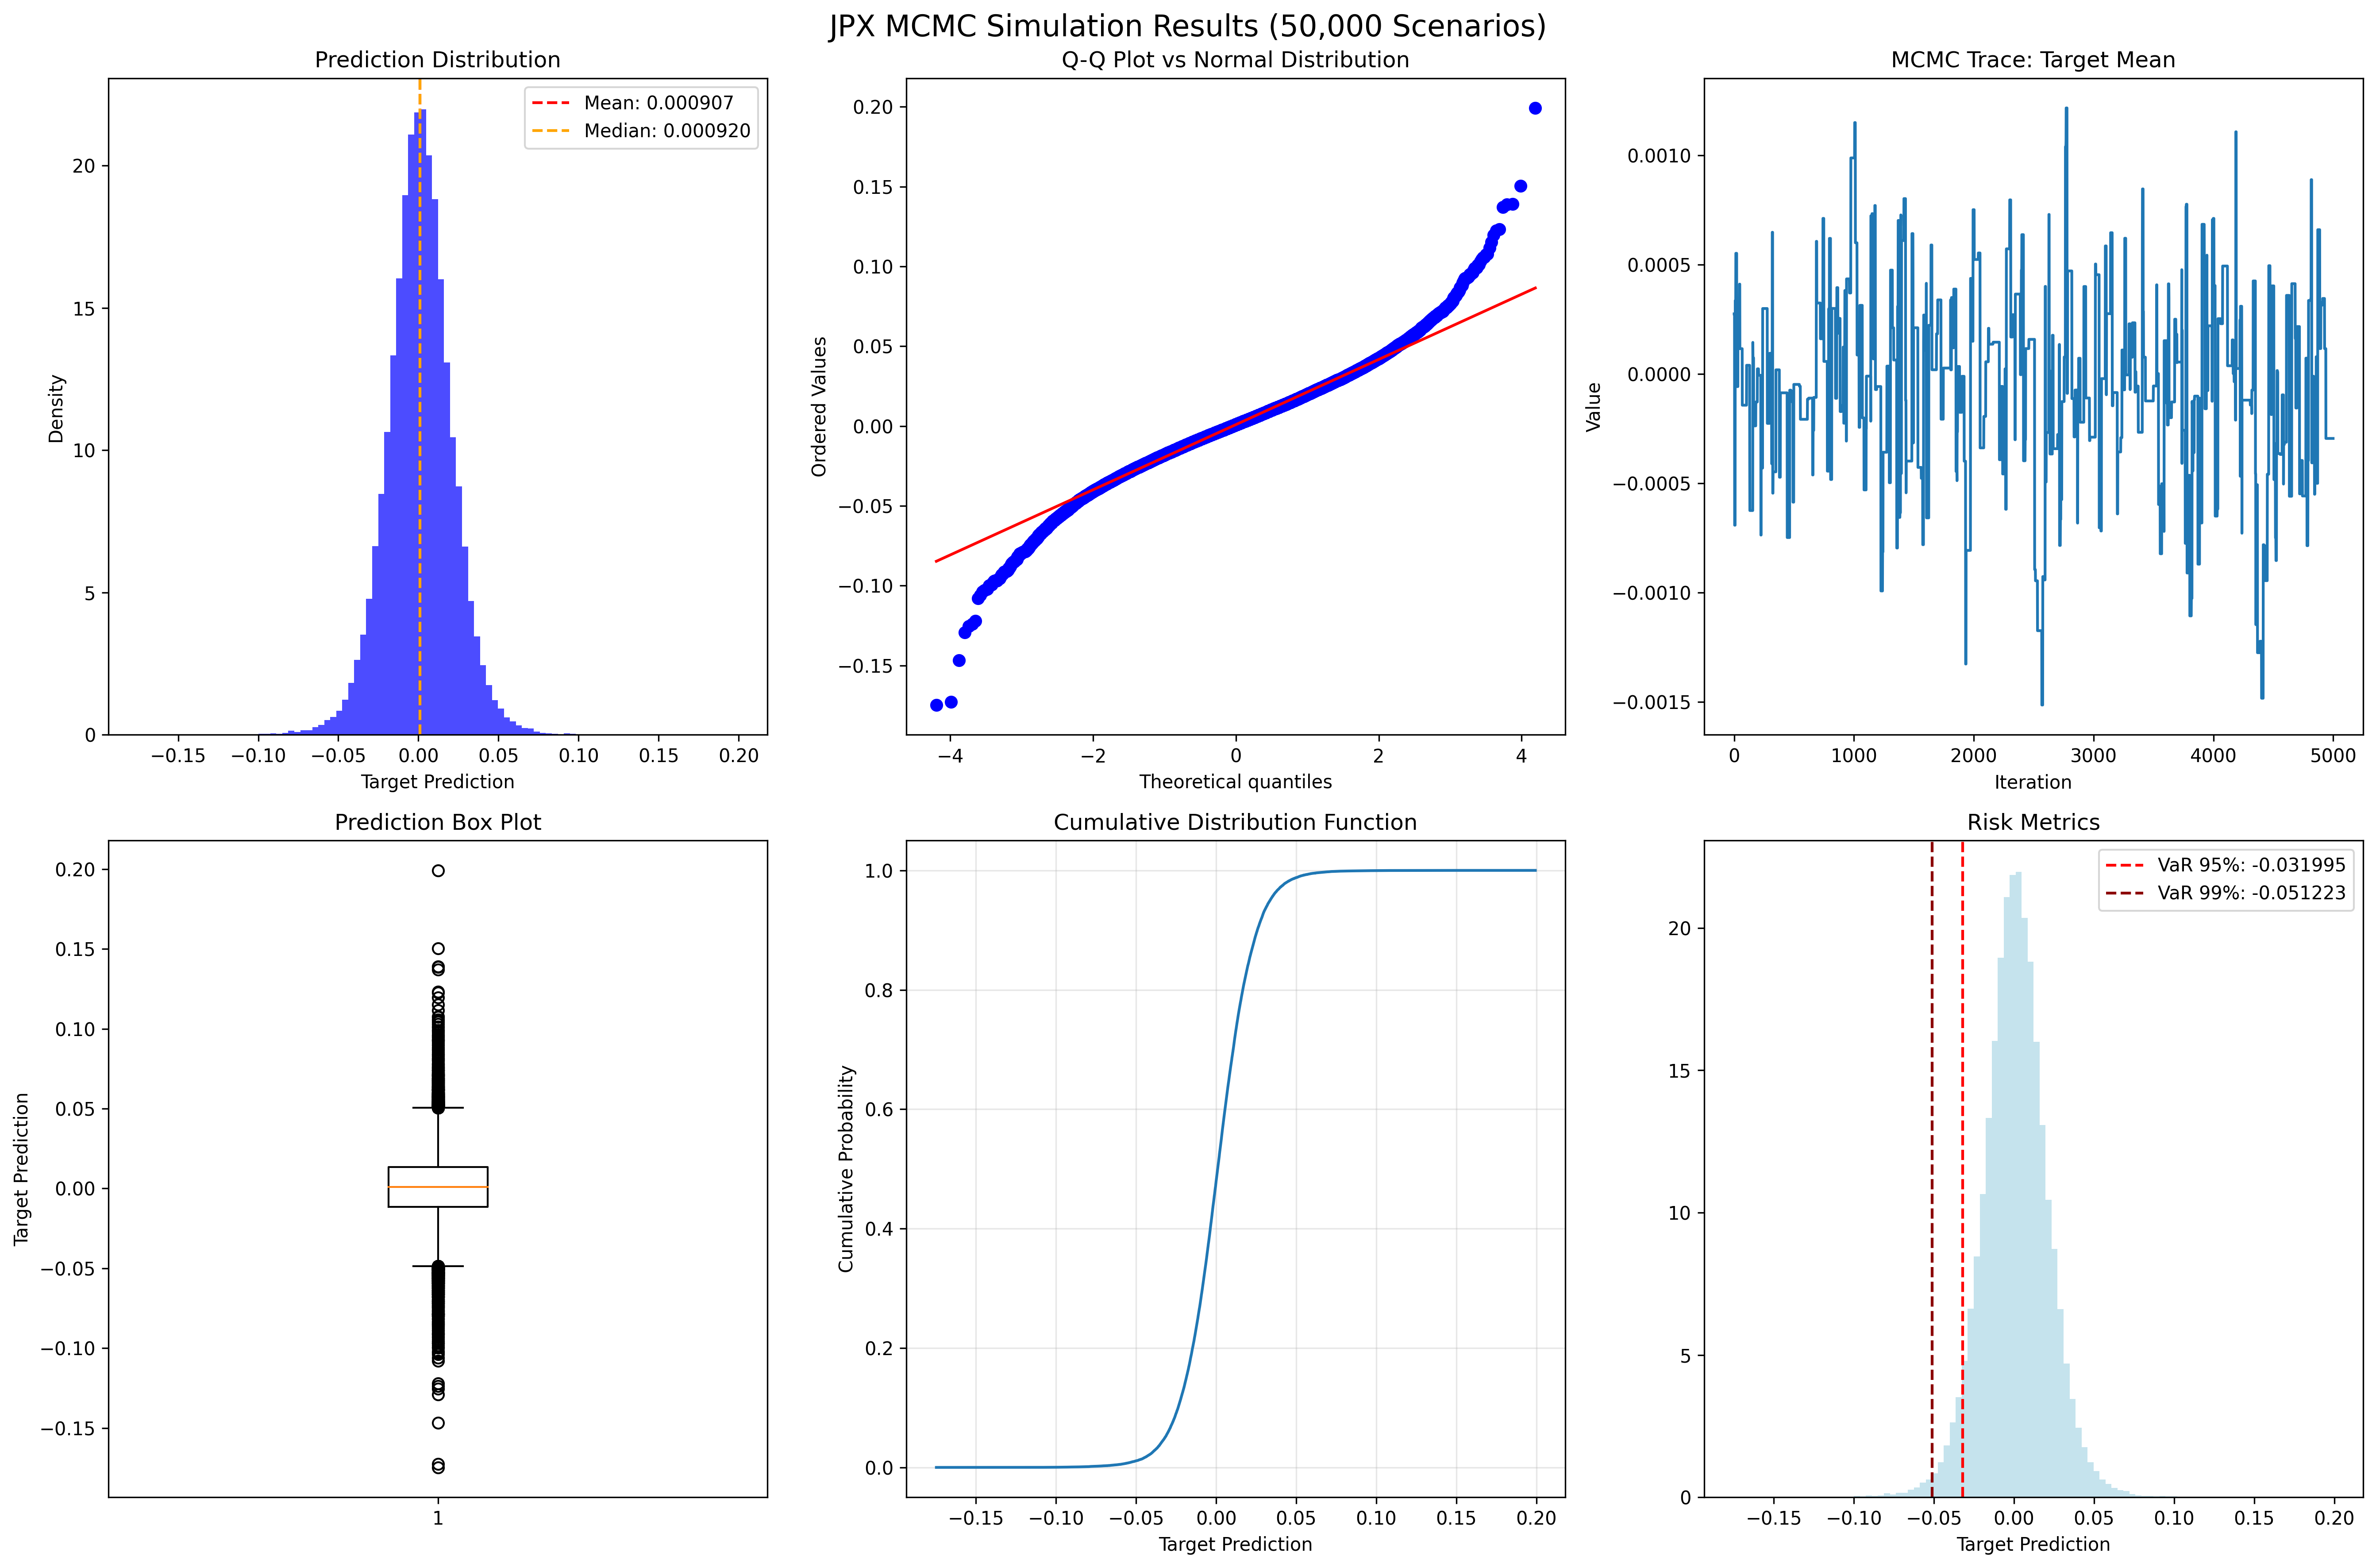 JPX MCMC Simulation Results (50,000 Scenarios)
Prediction Distribution
Mean: 0.000907
Median: 0.000920
Density
20
15
10
5
0
−0.15 −0.10 −0.05 0.00 0.05 0.10 0.15 0.20
Target Prediction
Q-Q Plot vs Normal Distribution
Ordered Values
0.20
0.15
0.10
0.05
0.00
−0.05
−0.10
−0.15
−4 −2 0 2 4
Theoretical quantiles
MCMC Trace: Target Mean
Value
0.0010
0.0005
0.0000
−0.0005
−0.0010
−0.0015
0 1000 2000 3000 4000 5000
Iteration
Prediction Box Plot
Target Prediction
0.20
0.15
0.10
0.05
0.00
−0.05
−0.10
−0.15
1
Cumulative Distribution Function
Cumulative Probability
1.0
0.8
0.6
0.4
0.2
0.0
−0.15 −0.10 −0.05 0.00 0.05 0.10 0.15 0.20
Target Prediction
Risk Metrics
VaR 95%: -0.031995
VaR 99%: -0.051223
20
15
10
5
0
−0.15 −0.10 −0.05 0.00 0.05 0.10 0.15 0.20
Target Prediction